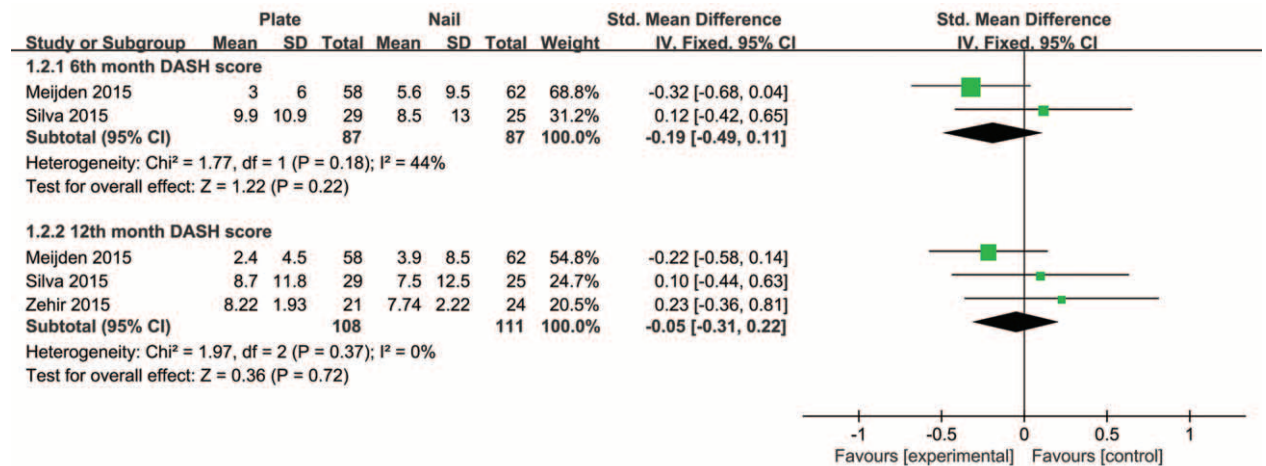 Plate Nail Std. Mean Difference Std. Mean Difference
Study or Subgroup Mean SD Total Mean SD Total Weight IV, Fixed, 95% CI IV, Fixed, 95% CI
1.2.1 6th month DASH score
Meijden 2015 3 6 58 5.6 9.5 62 68.8% -0.32 [-0.68, 0.04]
Silva 2015 9.9 10.9 29 8.5 13 25 31.2% 0.12 [-0.42, 0.65]
Subtotal (95% CI) 87 87 100.0% -0.19 [-0.49, 0.11]
Heterogeneity: Chi² = 1.77, df = 1 (P = 0.18); I² = 44%
Test for overall effect: Z = 1.22 (P = 0.22)
1.2.2 12th month DASH score
Meijden 2015 2.4 4.5 58 3.9 8.5 62 54.8% -0.22 [-0.58, 0.14]
Silva 2015 8.7 11.8 29 7.5 12.5 25 24.7% 0.10 [-0.44, 0.63]
Zehir 2015 8.22 1.93 21 7.74 2.22 24 20.5% 0.23 [-0.36, 0.81]
Subtotal (95% CI) 108 111 100.0% -0.05 [-0.31, 0.22]
Heterogeneity: Chi² = 1.97, df = 2 (P = 0.37); I² = 0%
Test for overall effect: Z = 0.36 (P = 0.72)
-1 -0.5 0 0.5 1
Favours [experimental] Favours [control]